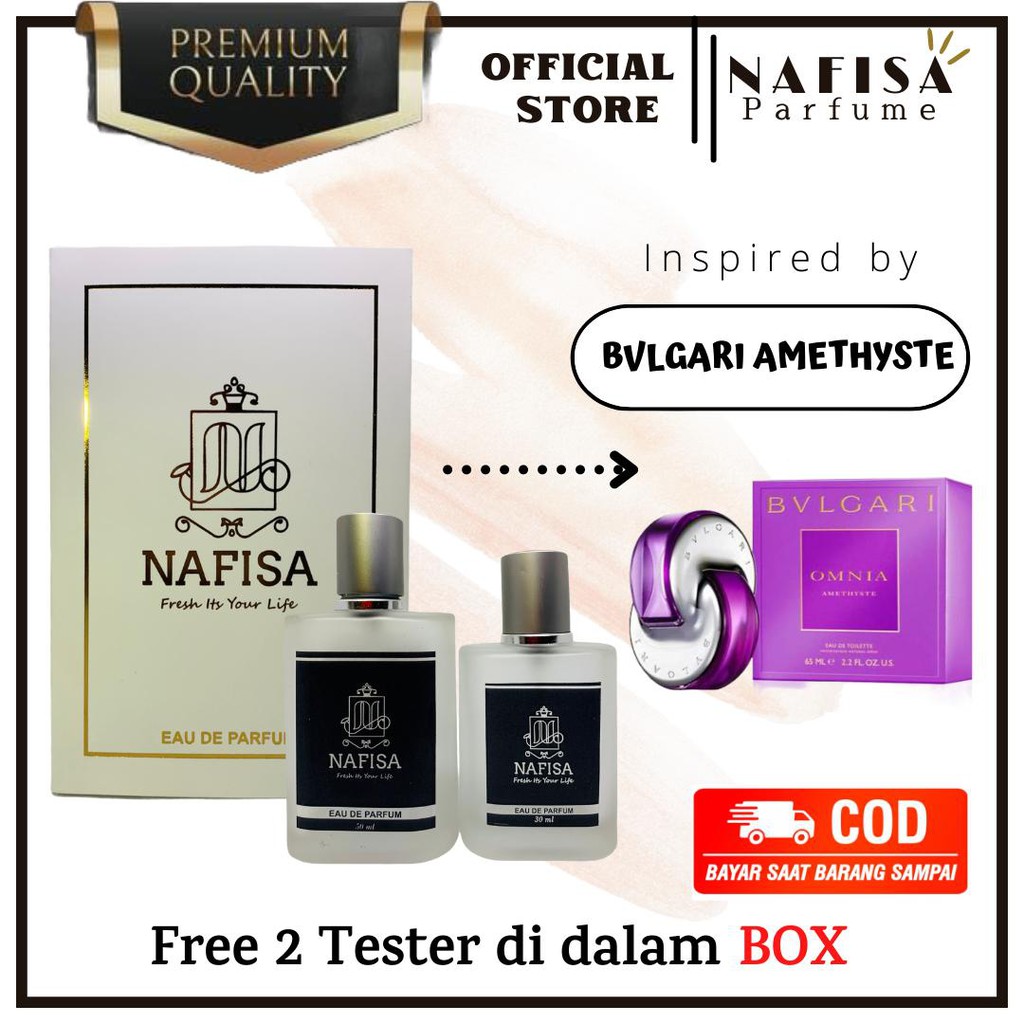 PREMIUM
QUALITY
OFFICIAL
STORE
NAFISA
Parfume
Inspired by
BVLGARI AMETHYSTE
NAFISA
Fresh Its Your Life
EAU DE PARFU
NAFISA
Fresh Its Your Life
EAU DE PARFUM
50 ml
NAFISA
Fresh Its Your Life
EAU DE PARFUM
30 ml
BVLGARI
BVLGARI
BVLGARI
OMNIA
AMETHYSTE
EAU DE TOILETTE
65 ML e 2.2 FL.OZ. U.S.
COD
BAYAR SAAT BARANG SAMPAI
Free 2 Tester di dalam BOX